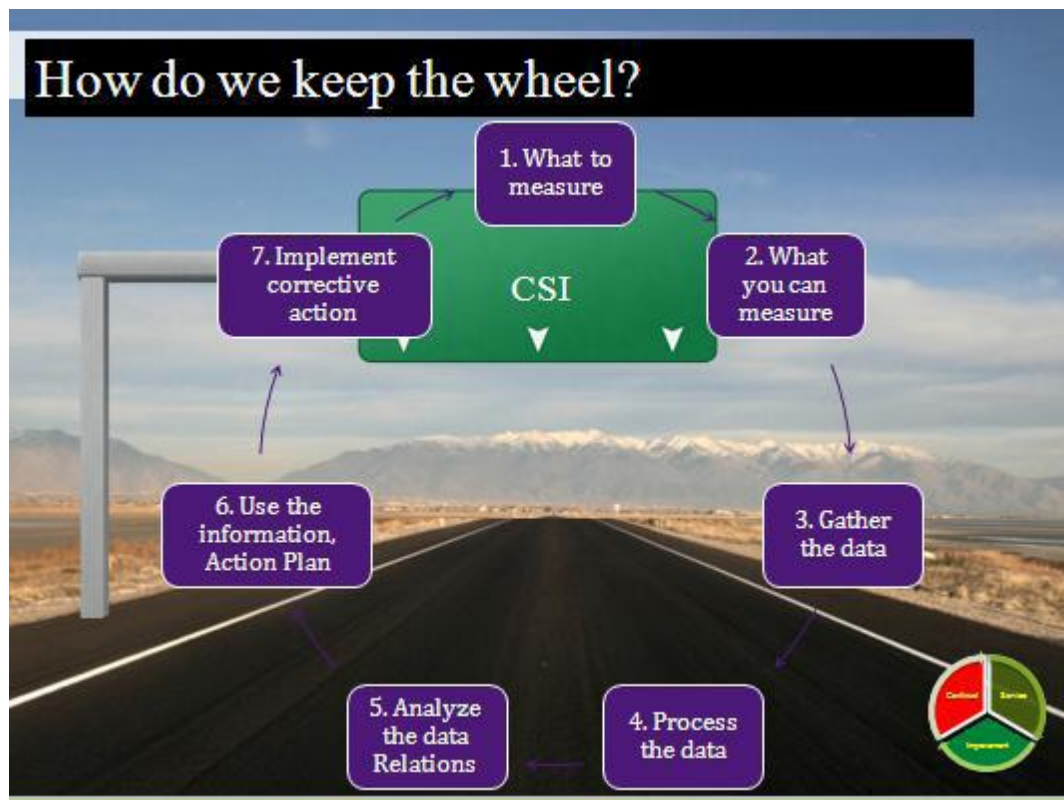 How do we keep the wheel?
1. What to
measure
2. What
you can
measure
3. Gather
the data
4. Process
the data
5. Analyze
the data
Relations
6. Use the
information,
Action Plan
7. Implement
corrective
action
CSI
Service
Improvement